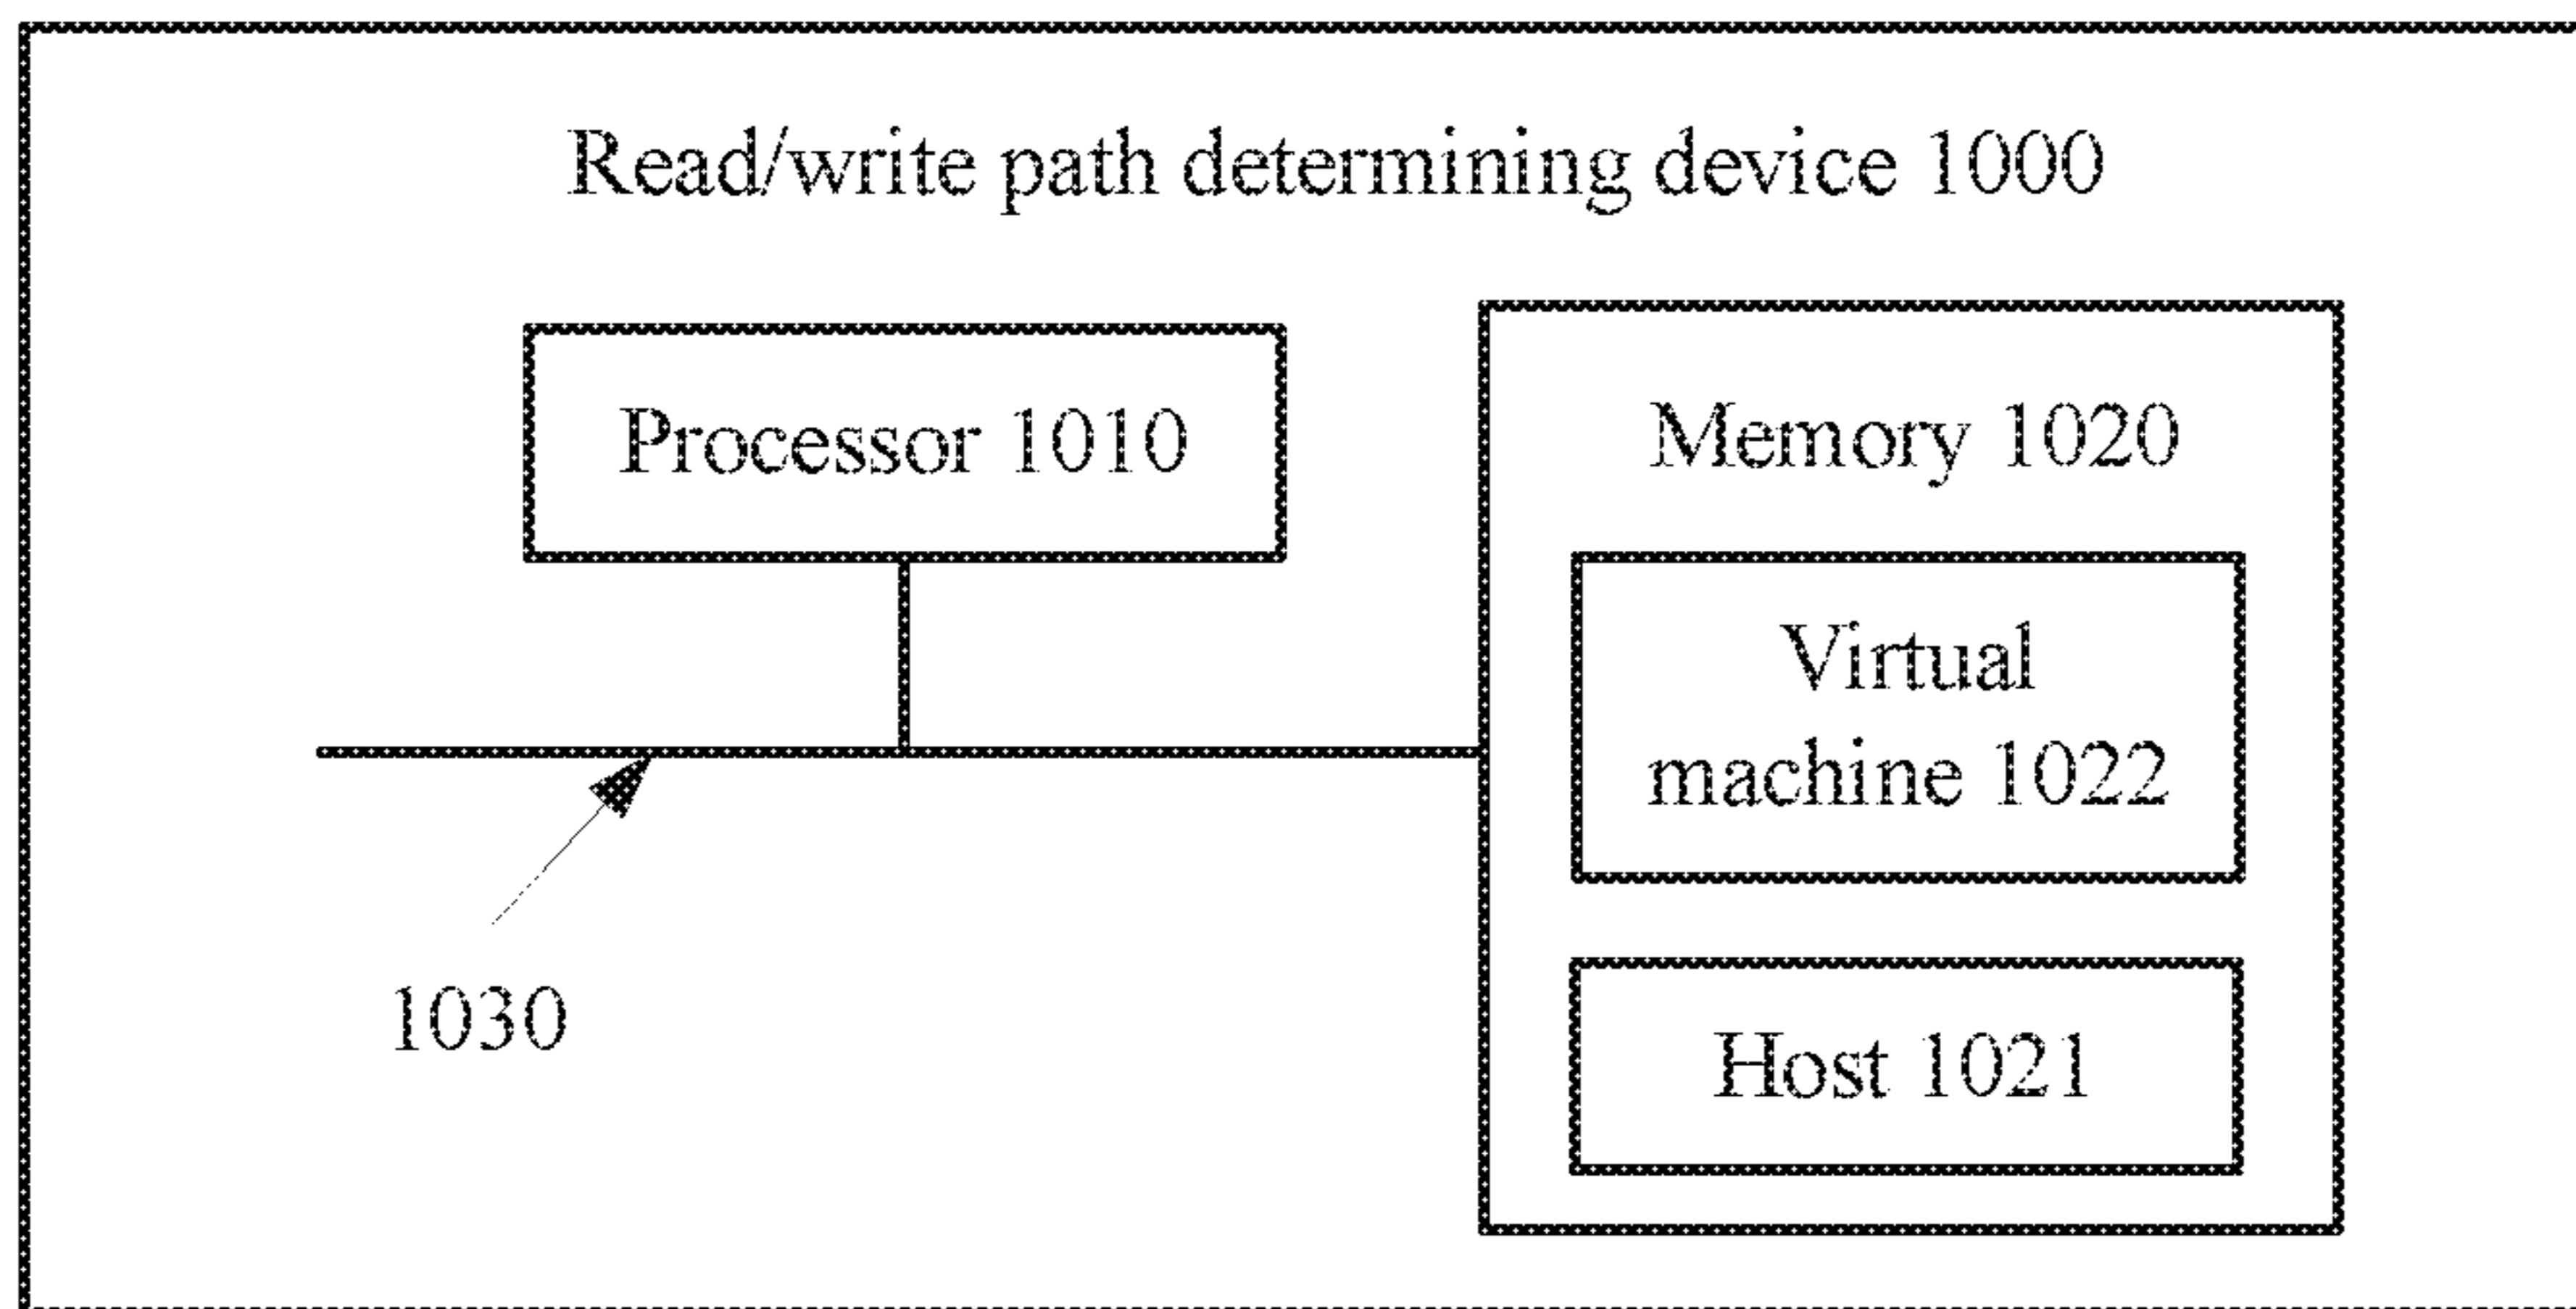 Read/write path determining device 1000
Processor 1010
Memory 1020
Virtual
machine 1022
Host 1021
1030